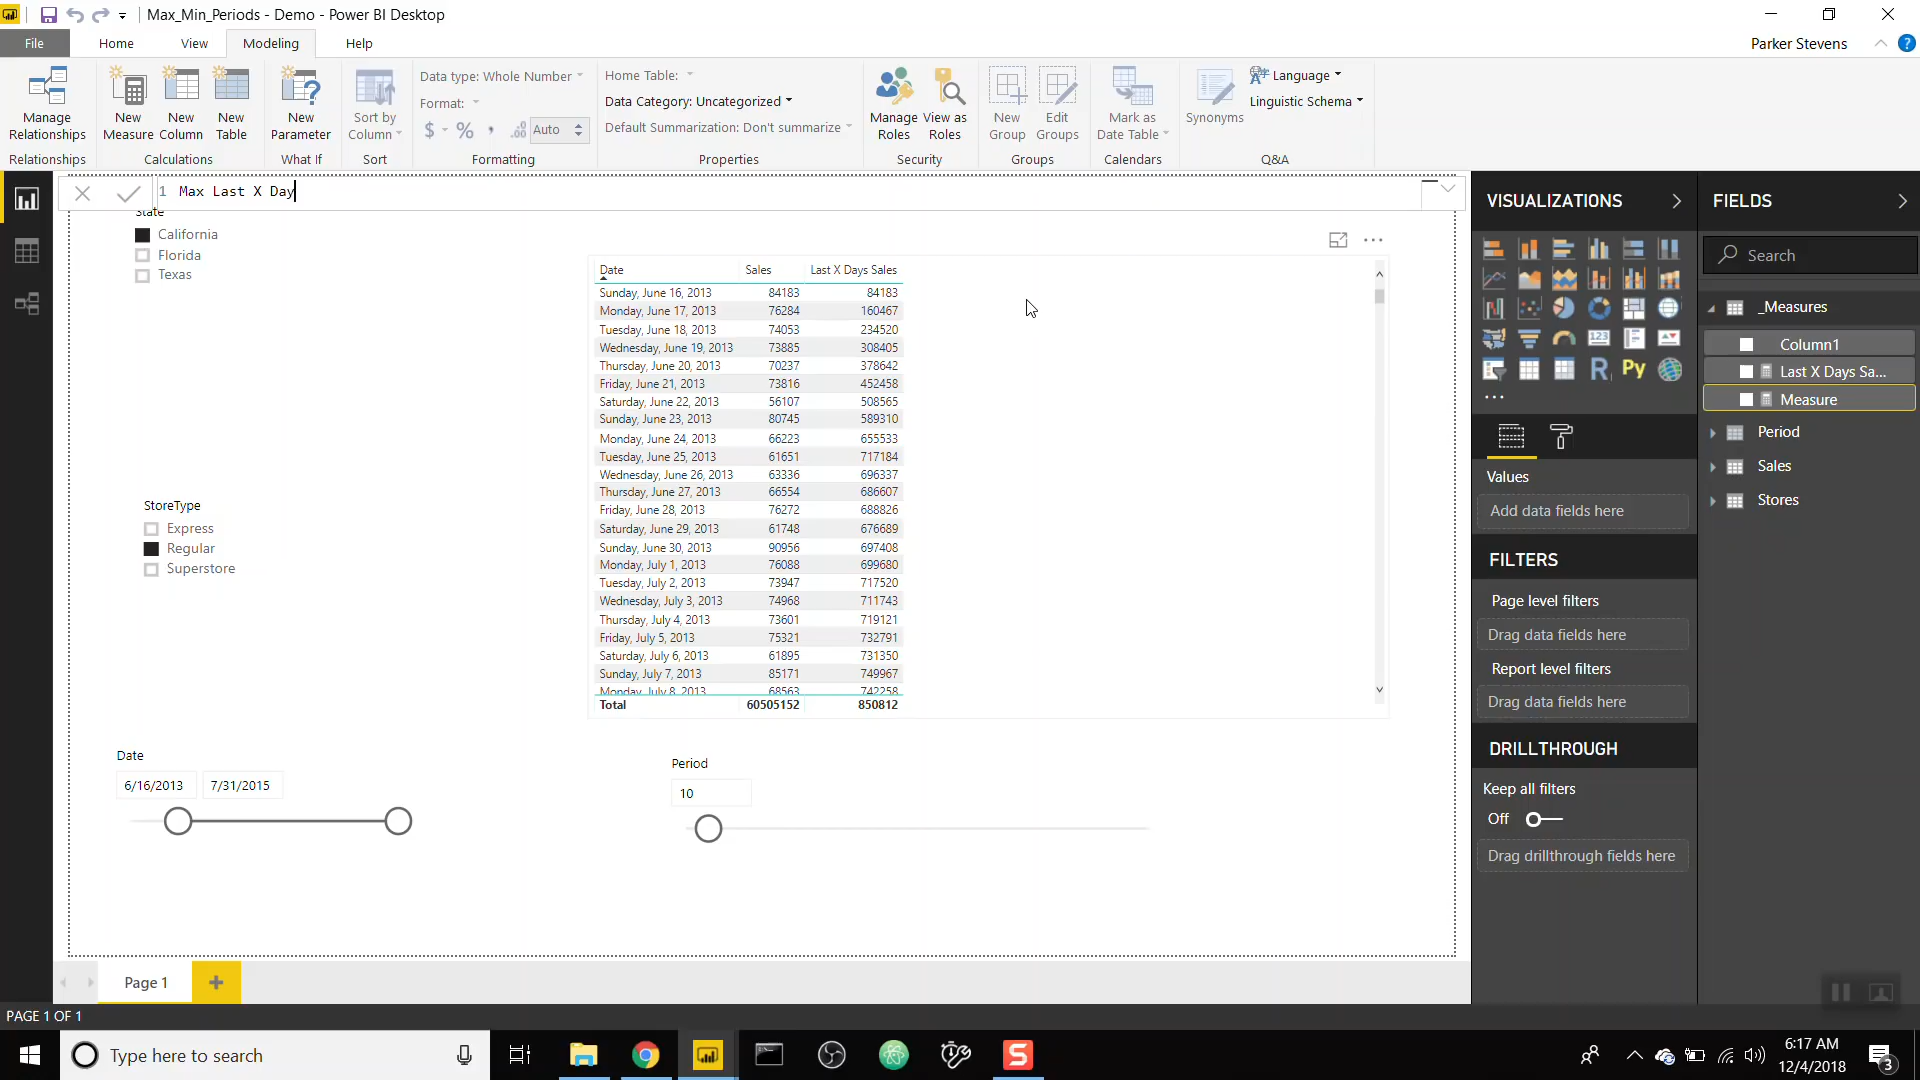 Max_Min_Periods - Demo - Power BI Desktop
File Home View Modeling Help Parker Stevens
Manage Relationships
New Measure
New Column
New Table
New Parameter
Sort by Column
Data type: Whole Number
Format:
$ % , .00 Auto
Home Table:
Data Category: Uncategorized
Default Summarization: Don't summarize
Manage Roles
View as Roles
New Group
Edit Groups
Mark as Date Table
Synonyms
Language
Linguistic Schema
Relationships Calculations What If Sort Formatting Properties Security Groups Calendars Q&A
1 Max Last X Day
State
California
Florida
Texas
StoreType
Express
Regular
Superstore
Date Sales Last X Days Sales
Sunday, June 16, 2013 84183 84183
Monday, June 17, 2013 76284 160467
Tuesday, June 18, 2013 74053 234520
Wednesday, June 19, 2013 73885 308405
Thursday, June 20, 2013 70237 378642
Friday, June 21, 2013 73816 452458
Saturday, June 22, 2013 56107 508565
Sunday, June 23, 2013 80745 589310
Monday, June 24, 2013 66223 655533
Tuesday, June 25, 2013 61651 717184
Wednesday, June 26, 2013 63336 696337
Thursday, June 27, 2013 66554 686607
Friday, June 28, 2013 76272 688826
Saturday, June 29, 2013 61748 676689
Sunday, June 30, 2013 90956 697408
Monday, July 1, 2013 76088 699680
Tuesday, July 2, 2013 73947 717520
Wednesday, July 3, 2013 74968 711743
Thursday, July 4, 2013 73601 719121
Friday, July 5, 2013 75321 732791
Saturday, July 6, 2013 61895 731350
Sunday, July 7, 2013 85171 749967
Monday, July 8, 2013 68563 742258
Total 60505152 850812
Date
6/16/2013 7/31/2015
Period
10
VISUALIZATIONS
R Py
123
Values
Add data fields here
FILTERS
Page level filters
Drag data fields here
Report level filters
Drag data fields here
DRILLTHROUGH
Keep all filters
Off
Drag drillthrough fields here
FIELDS
Search
_Measures
Column1
Last X Days Sa...
Measure
Period
Sales
Stores
Page 1
PAGE 1 OF 1
Type here to search
6:17 AM
12/4/2018
3